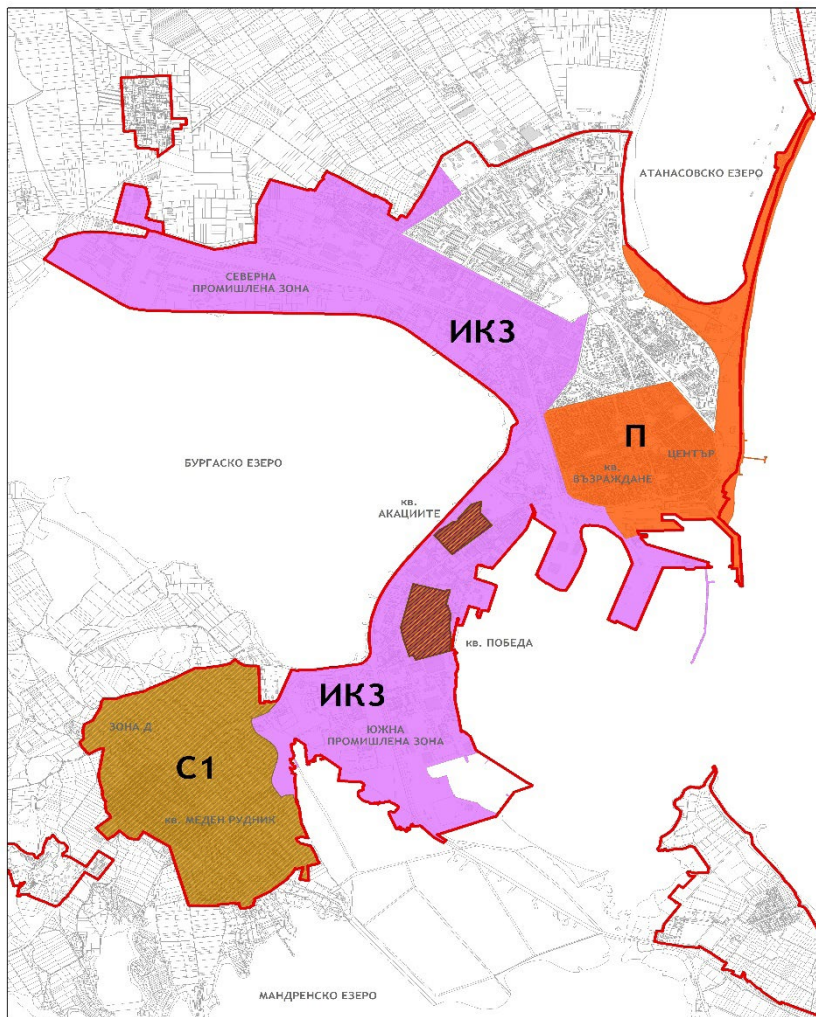 АТАНАСОВСКО ЕЗЕРО
СЕВЕРНА
ПРОМИШЛЕНА ЗОНА
ИКЗ
П
ЦЕНТЪР
кв.
ВЪЗРАЖДАНЕ
БУРГАСКО ЕЗЕРО
кв.
АКАЦИИТЕ
кв. ПОБЕДА
ИКЗ
ЮЖНА
ПРОМИШЛЕНА ЗОНА
ЗОНА Д
С1
кв. МЕДЕН РУДНИК
МАНДРЕНСКО ЕЗЕРО